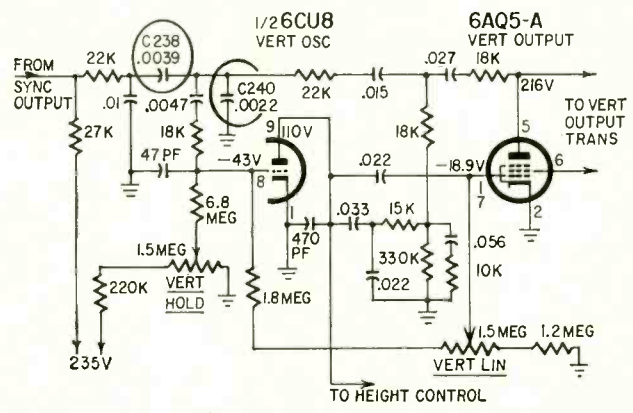 1/2 6CU8
VERT OSC
6AQ5-A
VERT OUTPUT
FROM
SYNC
OUTPUT
22K
C238
.0039
.01
.0047
C240
.0022
22K
.015
.027
18K
216V
TO VERT
OUTPUT
TRANS
27K
18K
47PF
-43V
9
110V
8
1
18K
.022
-18.9V
5
6
1
7
2
6.8
MEG
470
PF
.033
15K
330K
.022
.056
10K
1.5MEG
VERT
HOLD
220K
1.8MEG
235V
1.5MEG
VERT LIN
1.2MEG
TO HEIGHT CONTROL